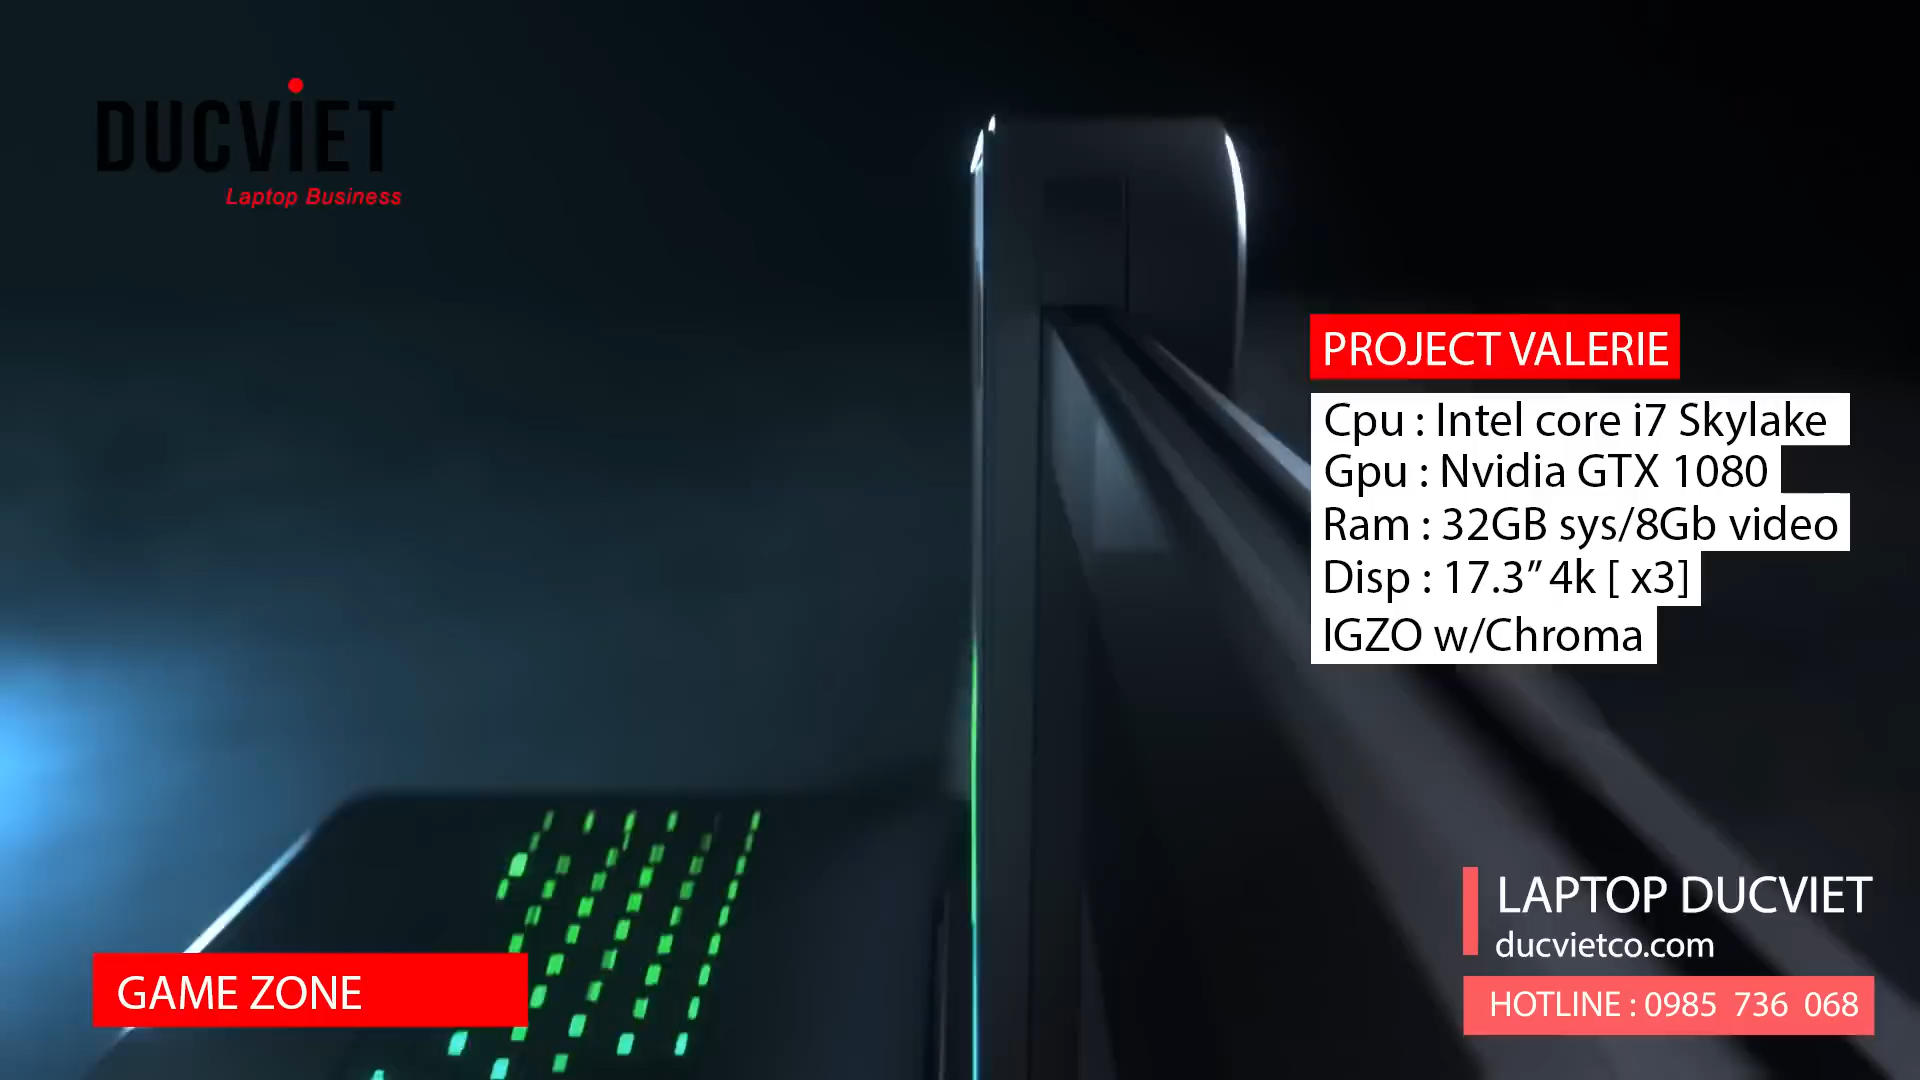 DUCVIET
Laptop Business
PROJECT VALERIE
Cpu : Intel core i7 Skylake
Gpu : Nvidia GTX 1080
Ram : 32GB sys/8Gb video
Disp : 17.3” 4k [ x3]
IGZO w/Chroma
GAME ZONE
LAPTOP DUCVIET
ducvietco.com
HOTLINE : 0985 736 068